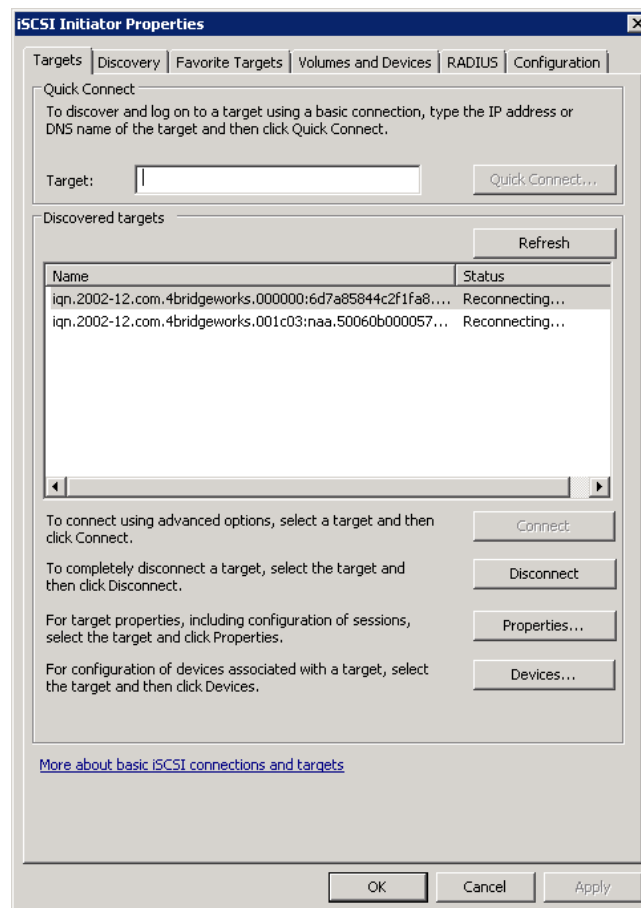 iSCSI Initiator Properties
Targets Discovery Favorite Targets Volumes and Devices RADIUS Configuration
Quick Connect
To discover and log on to a target using a basic connection, type the IP address or
DNS name of the target and then click Quick Connect.
Target:
Quick Connect...
Discovered targets
Refresh
Name Status
iqn.2002-12.com.4bridgeworks.000000:6d7a85844c2f1fa8.... Reconnecting...
iqn.2002-12.com.4bridgeworks.001c03:naa.50060b000057... Reconnecting...
To connect using advanced options, select a target and then
click Connect.
Connect
To completely disconnect a target, select the target and
then click Disconnect.
Disconnect
For target properties, including configuration of sessions,
select the target and click Properties.
Properties...
For configuration of devices associated with a target, select
the target and then click Devices.
Devices...
More about basic iSCSI connections and targets
OK Cancel Apply